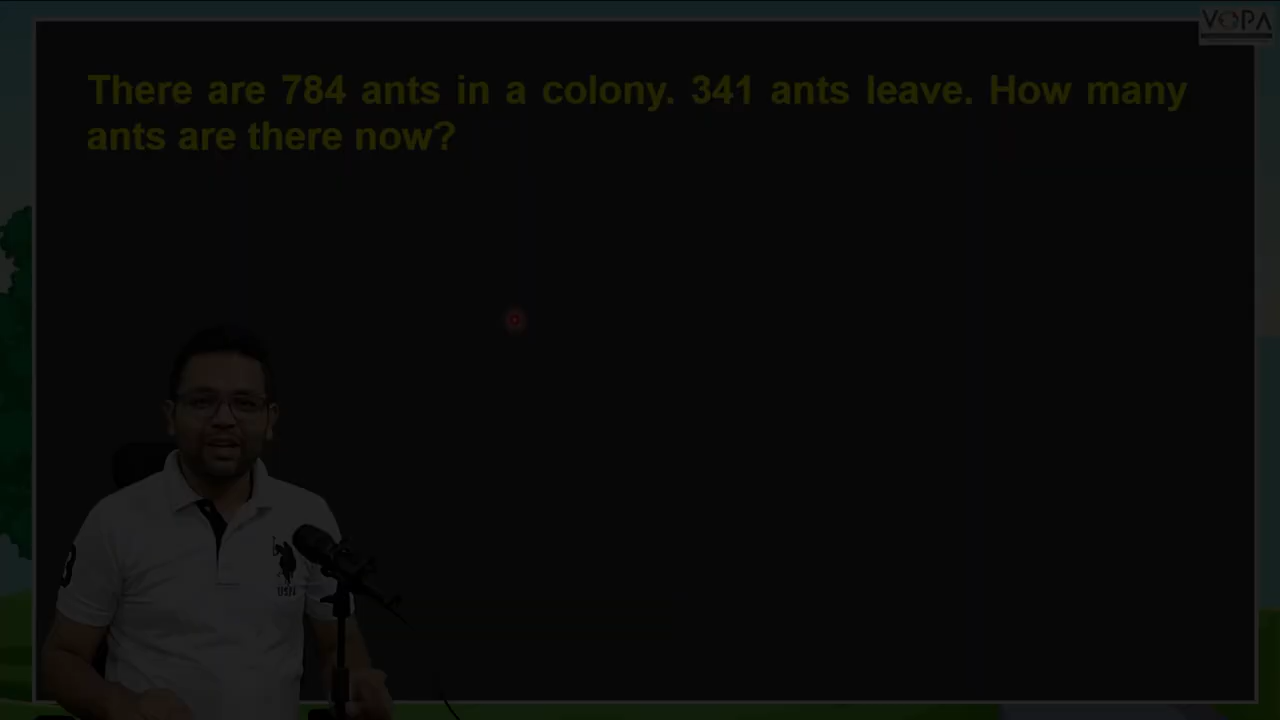 VOPA
There are 784 ants in a colony. 341 ants leave. How many
ants are there now?